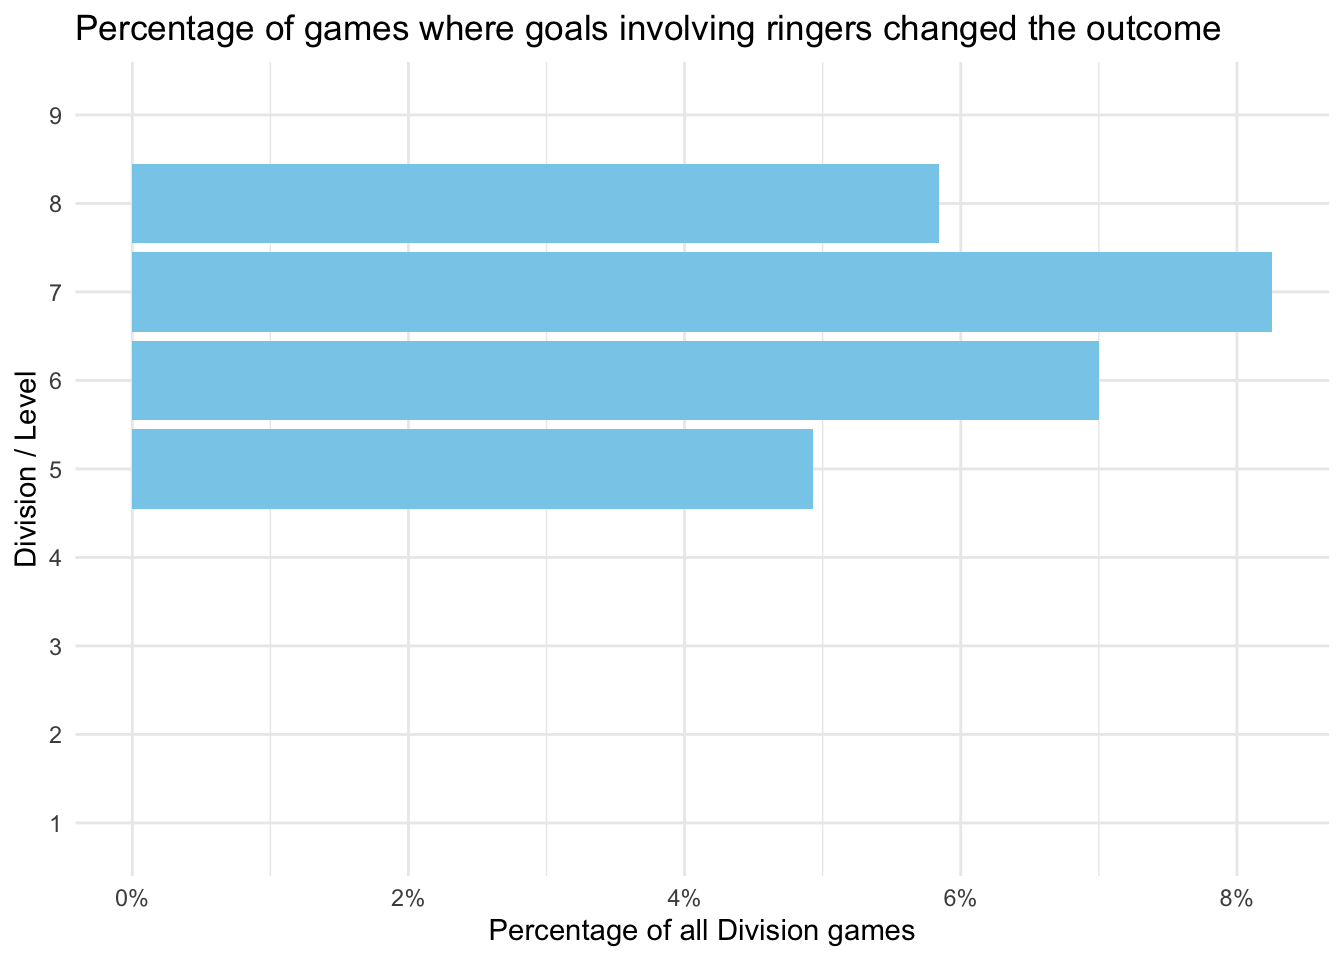 Percentage of games where goals involving ringers changed the outcome
9
8
7
6
5
4
3
2
1
Division / Level
0% 2% 4% 6% 8%
Percentage of all Division games